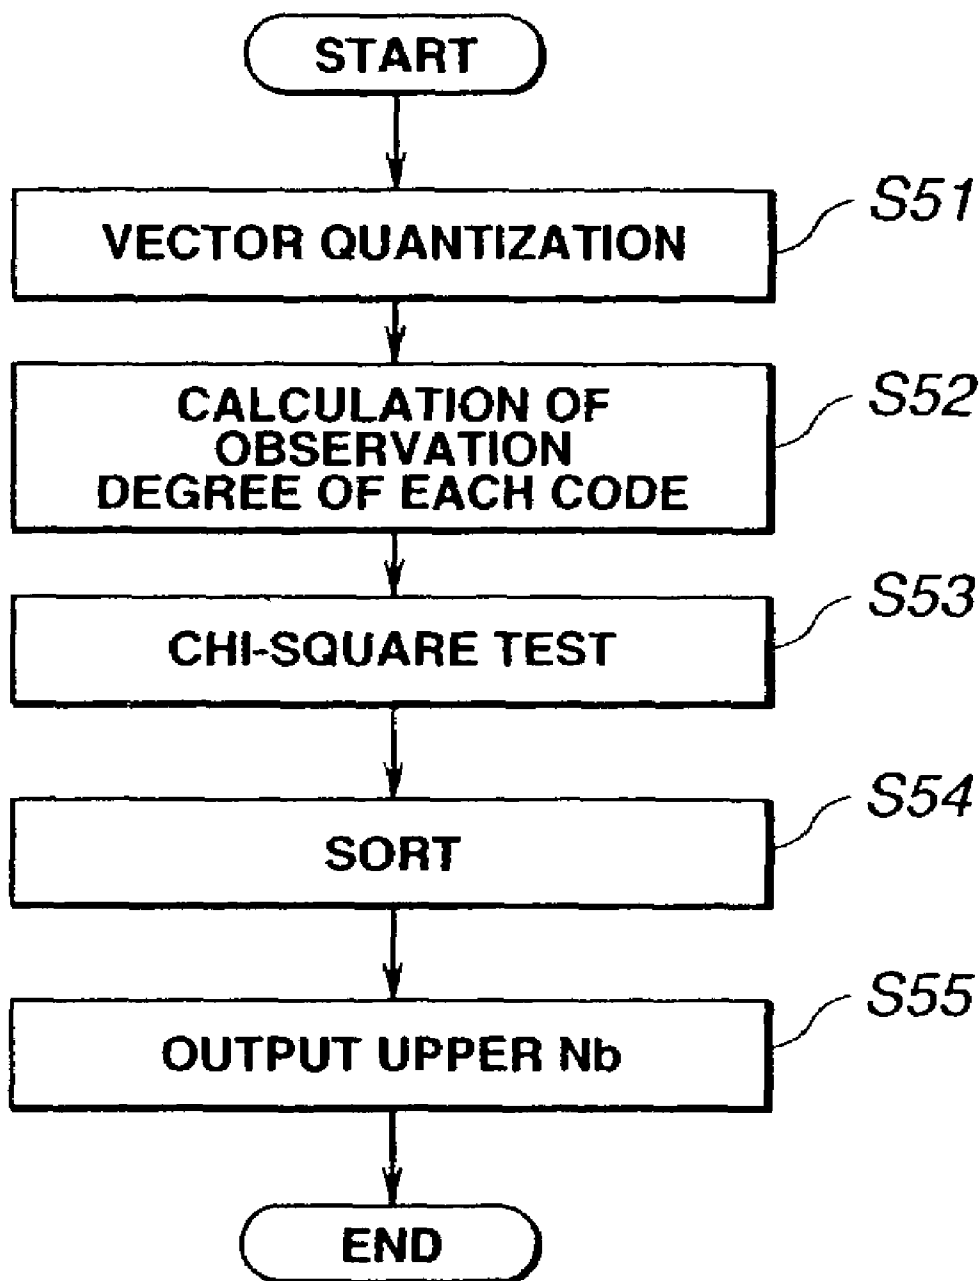 START
S51
VECTOR QUANTIZATION
S52
CALCULATION OF
OBSERVATION
DEGREE OF EACH CODE
S53
CHI-SQUARE TEST
S54
SORT
S55
OUTPUT UPPER Nb
END